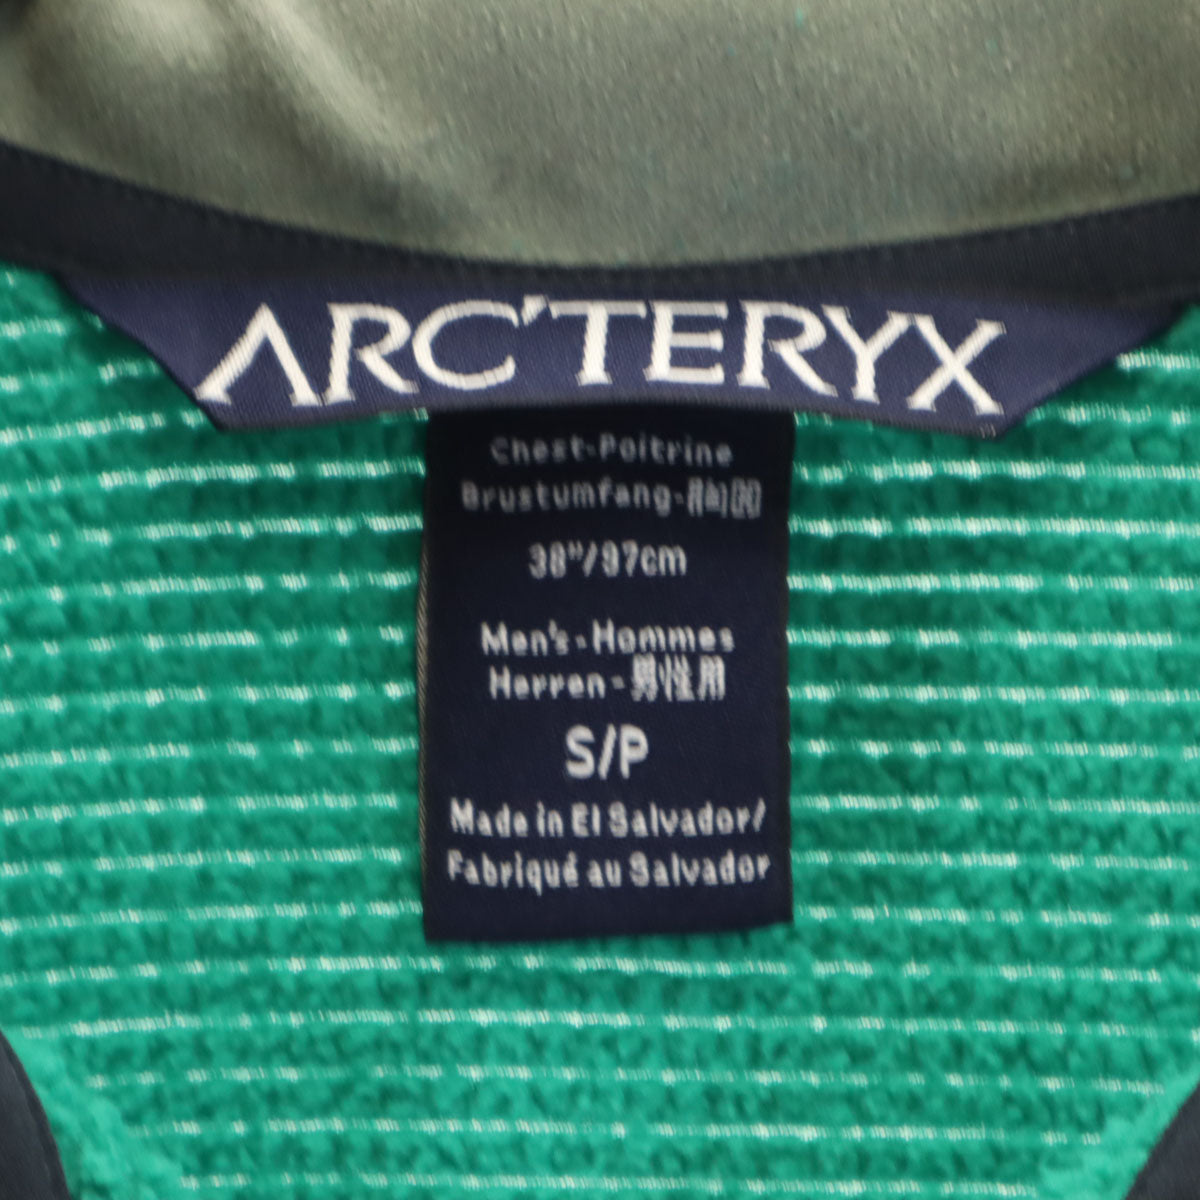 ARC'TERYX
Chest-Poitrine
Brustumfang-胸囲
38"/97cm
Men's-Hommes
Herren-男性用
S/P
Made in El Salvador/
Fabriqué au Salvador